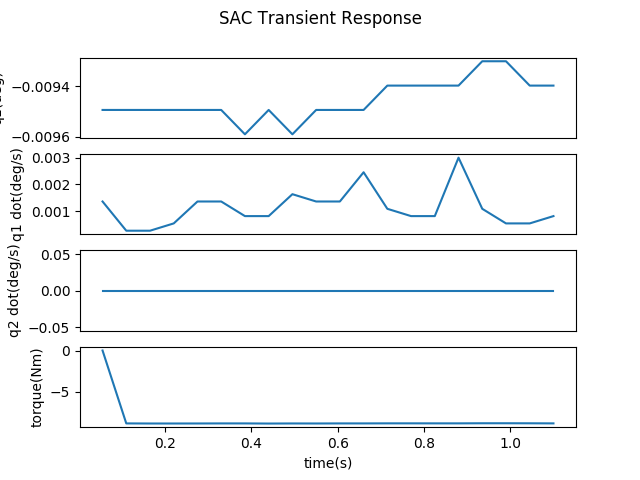 SAC Transient Response
−0.0094
−0.0096
0.003
0.002
0.001
q1 dot(deg/s)
0.05
0.00
−0.05
q2 dot(deg/s)
0
−5
torque(Nm)
0.2 0.4 0.6 0.8 1.0
time(s)